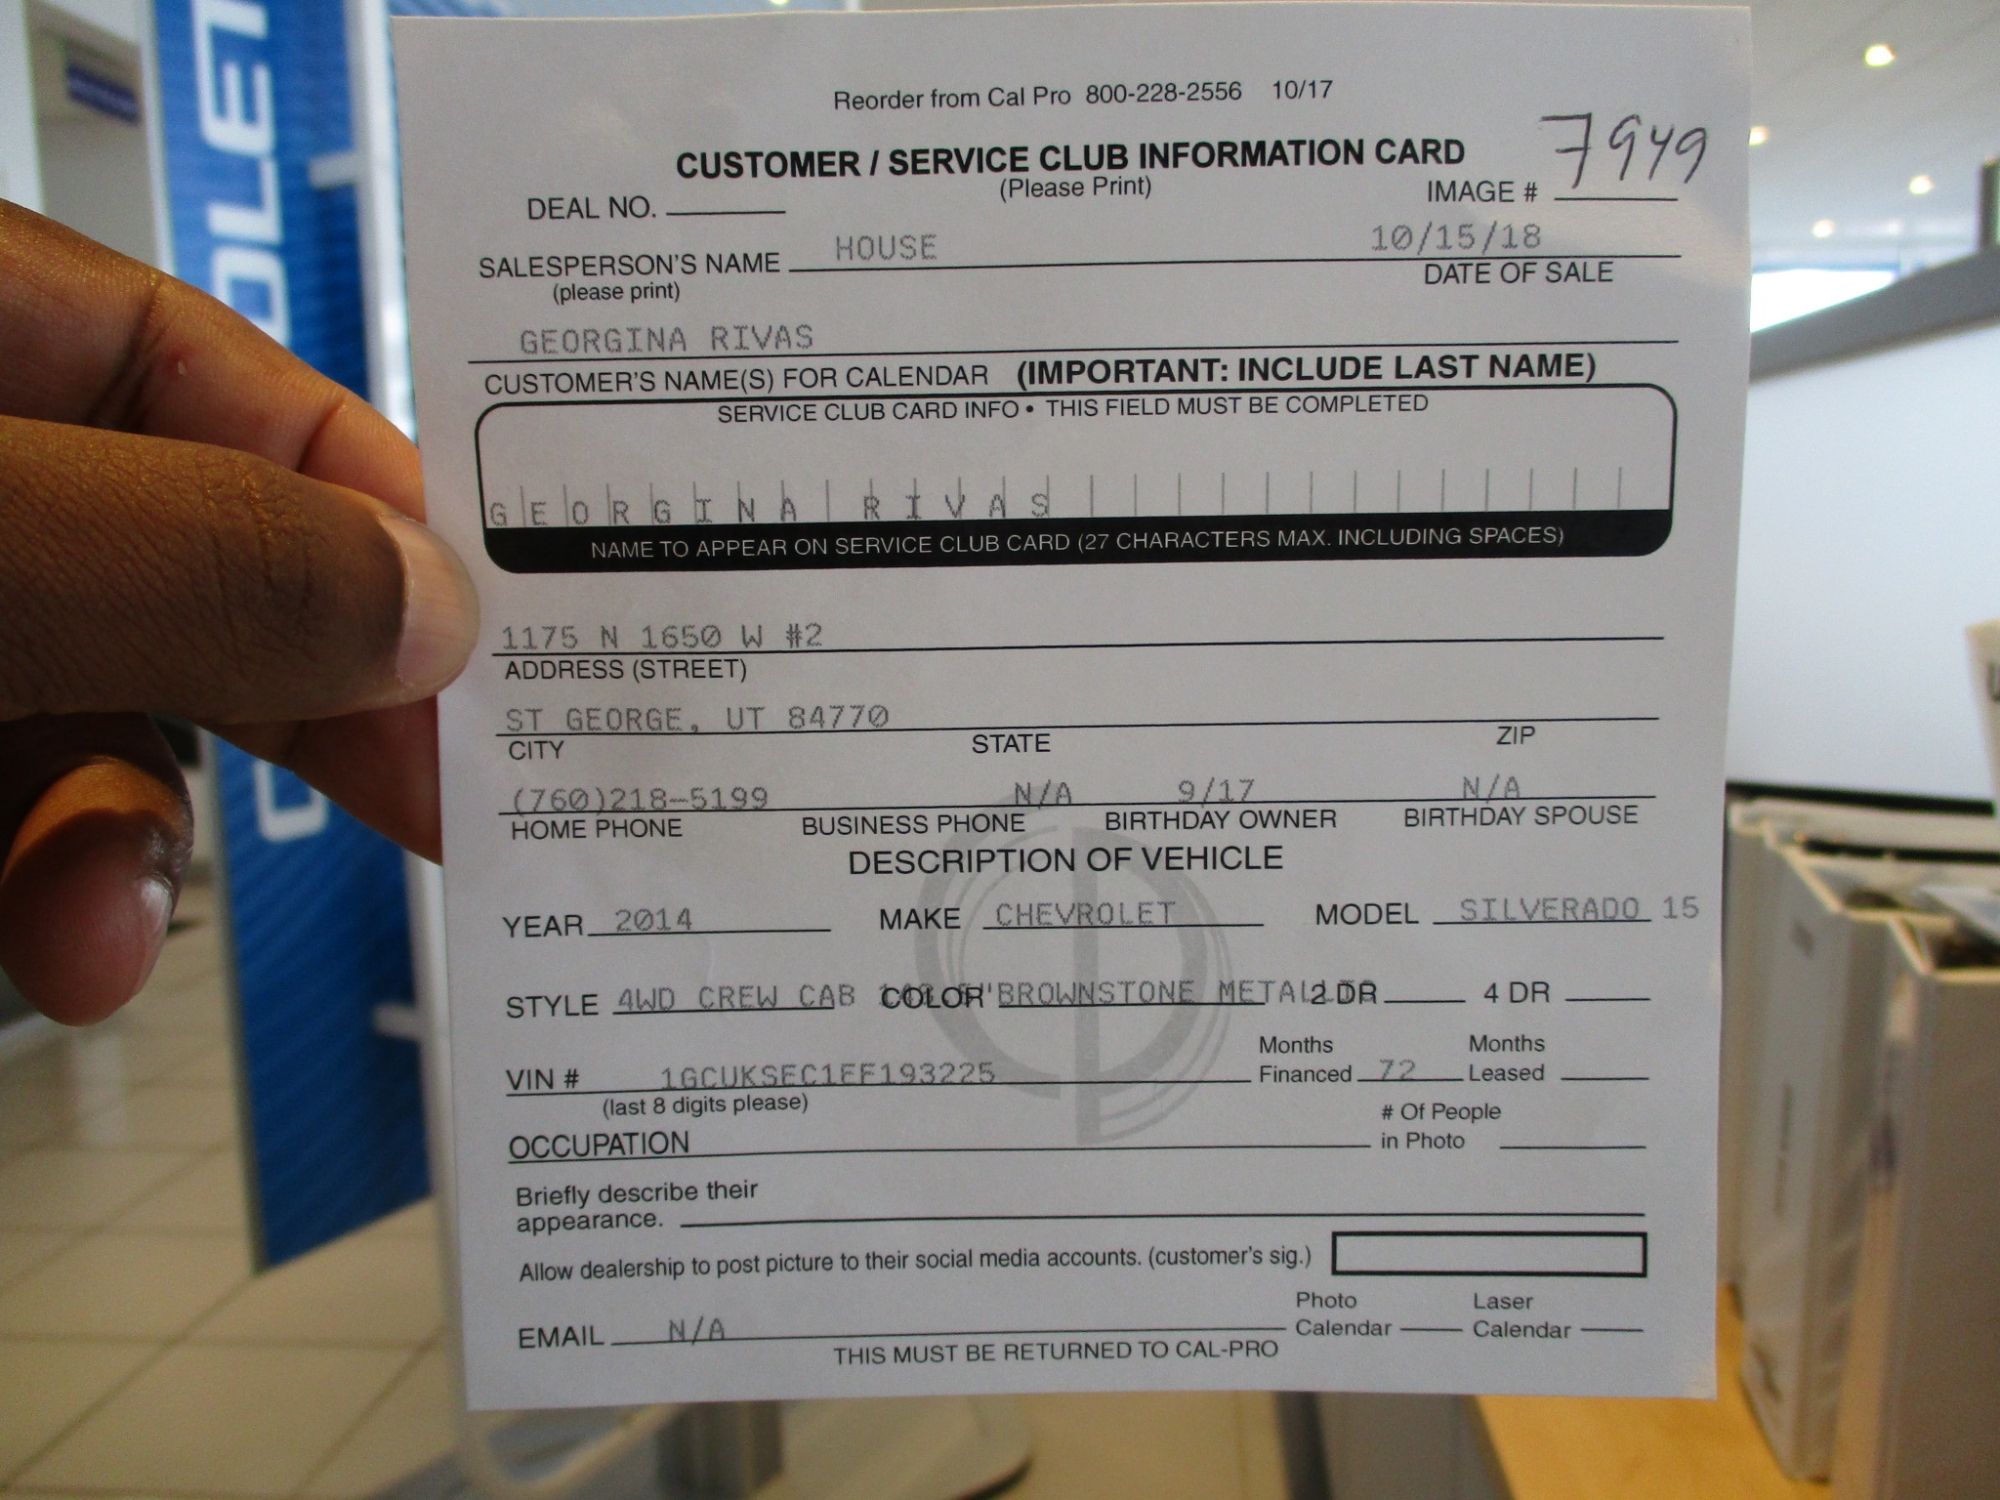 Reorder from Cal Pro 800-228-2556 10/17
CUSTOMER / SERVICE CLUB INFORMATION CARD 7949
(Please Print)
DEAL NO. IMAGE #
HOUSE 10/15/18
SALESPERSON'S NAME DATE OF SALE
(please print)
GEORGINA RIVAS
CUSTOMER'S NAME(S) FOR CALENDAR (IMPORTANT: INCLUDE LAST NAME)
SERVICE CLUB CARD INFO • THIS FIELD MUST BE COMPLETED
GEORGINA RIVAS
NAME TO APPEAR ON SERVICE CLUB CARD (27 CHARACTERS MAX. INCLUDING SPACES)
1175 N 1650 W #2
ADDRESS (STREET)
ST GEORGE, UT 84770
CITY STATE ZIP
(760)218-5199 N/A 9/17 N/A
HOME PHONE BUSINESS PHONE BIRTHDAY OWNER BIRTHDAY SPOUSE
DESCRIPTION OF VEHICLE
YEAR 2014 MAKE CHEVROLET MODEL SILVERADO 15
STYLE 4WD CREW CAB COLOR BROWNSTONE 2 DR 4 DR
Months Months
VIN # 1GCUKSEC1EF193225 Financed 72 Leased
(last 8 digits please)
# Of People
OCCUPATION in Photo
Briefly describe their
appearance.
Allow dealership to post picture to their social media accounts. (customer's sig.)
Photo Laser
EMAIL N/A Calendar Calendar
THIS MUST BE RETURNED TO CAL-PRO